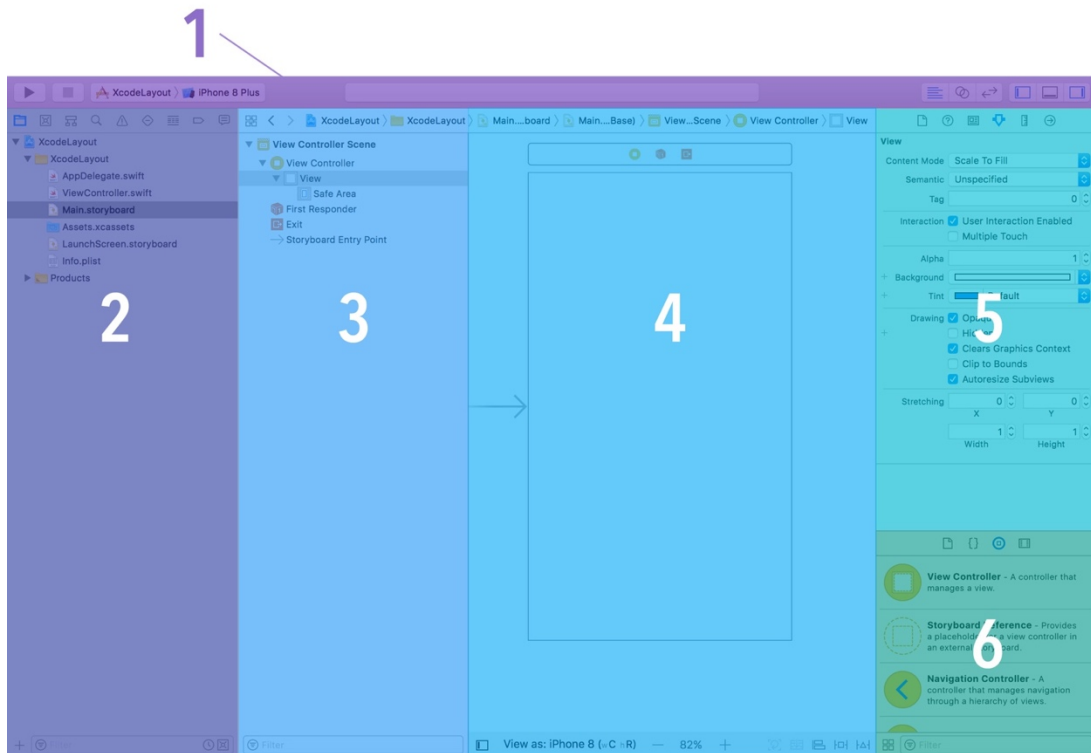 1
XcodeLayout
iPhone 8 Plus
XcodeLayout
XcodeLayout
AppDelegate.swift
ViewController.swift
Main.storyboard
Assets.xcassets
LaunchScreen.storyboard
Info.plist
Products
2
Filter
XcodeLayout
XcodeLayout
Main....board
Main....Base)
View...Scene
View Controller
View
View Controller Scene
View Controller
View
Safe Area
First Responder
Exit
Storyboard Entry Point
3
Filter
4
View as: iPhone 8 (wC hR)
82%
View
Content Mode Scale To Fill
Semantic Unspecified
Tag 0
Interaction User Interaction Enabled
Multiple Touch
Alpha 1
Background
Tint Default
Drawing
Clears Graphics Context
Clip to Bounds
Autoresize Subviews
5
Stretching 0 0
X Y
1 1
Width Height
{}
View Controller - A controller that
manages a view.
Storyboard Reference - Provides
a placeholder for a view controller in
an external storyboard.
6
Navigation Controller - A
controller that manages navigation
through a hierarchy of views.
Filter